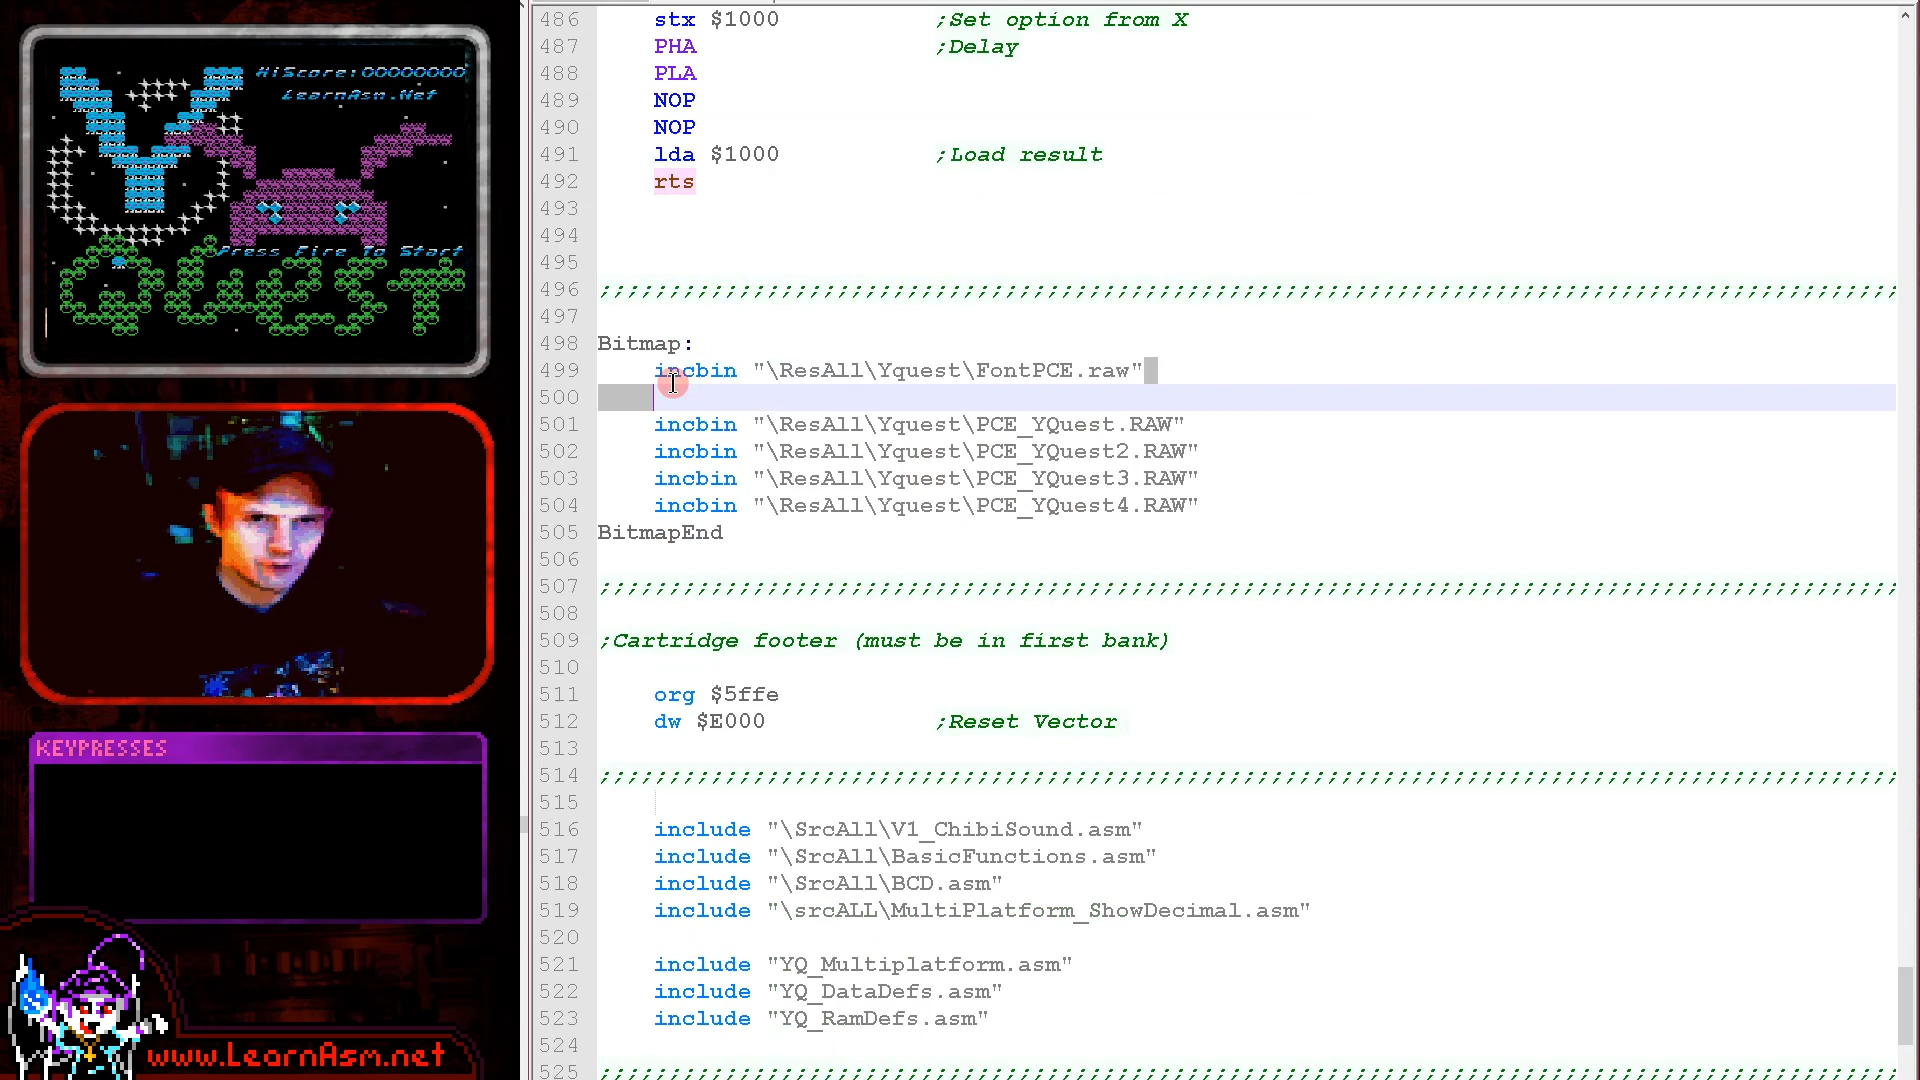 HiScore:00000000
LearnAsm.Net
Press Fire To Start
Quest
KEYPRESSES
www.LearnAsm.net
486 stx $1000 ;Set option from X
487 PHA ;Delay
488 PLA
489 NOP
490 NOP
491 lda $1000 ;Load result
492 rts
493
494
495
496 ;;;;;;;;;;;;;;;;;;;;;;;;;;;;;;;;;;;;;;;;;;;;;;;;;;;;;;;;;;;;;;;;;;;;;;;;;;;;;;;;;;;;;;;;;;;;
497
498 Bitmap:
499 incbin "\ResAll\Yquest\FontPCE.raw"
500
501 incbin "\ResAll\Yquest\PCE_YQuest.RAW"
502 incbin "\ResAll\Yquest\PCE_YQuest2.RAW"
503 incbin "\ResAll\Yquest\PCE_YQuest3.RAW"
504 incbin "\ResAll\Yquest\PCE_YQuest4.RAW"
505 BitmapEnd
506
507 ;;;;;;;;;;;;;;;;;;;;;;;;;;;;;;;;;;;;;;;;;;;;;;;;;;;;;;;;;;;;;;;;;;;;;;;;;;;;;;;;;;;;;;;;;;;;
508
509 ;Cartridge footer (must be in first bank)
510
511 org $5ffe
512 dw $E000 ;Reset Vector
513
514 ;;;;;;;;;;;;;;;;;;;;;;;;;;;;;;;;;;;;;;;;;;;;;;;;;;;;;;;;;;;;;;;;;;;;;;;;;;;;;;;;;;;;;;;;;;;;
515
516 include "\SrcAll\V1_ChibiSound.asm"
517 include "\SrcAll\BasicFunctions.asm"
518 include "\SrcAll\BCD.asm"
519 include "\srcALL\MultiPlatform_ShowDecimal.asm"
520
521 include "YQ_Multiplatform.asm"
522 include "YQ_DataDefs.asm"
523 include "YQ_RamDefs.asm"
524
525 ;;;;;;;;;;;;;;;;;;;;;;;;;;;;;;;;;;;;;;;;;;;;;;;;;;;;;;;;;;;;;;;;;;;;;;;;;;;;;;;;;;;;;;;;;;;;